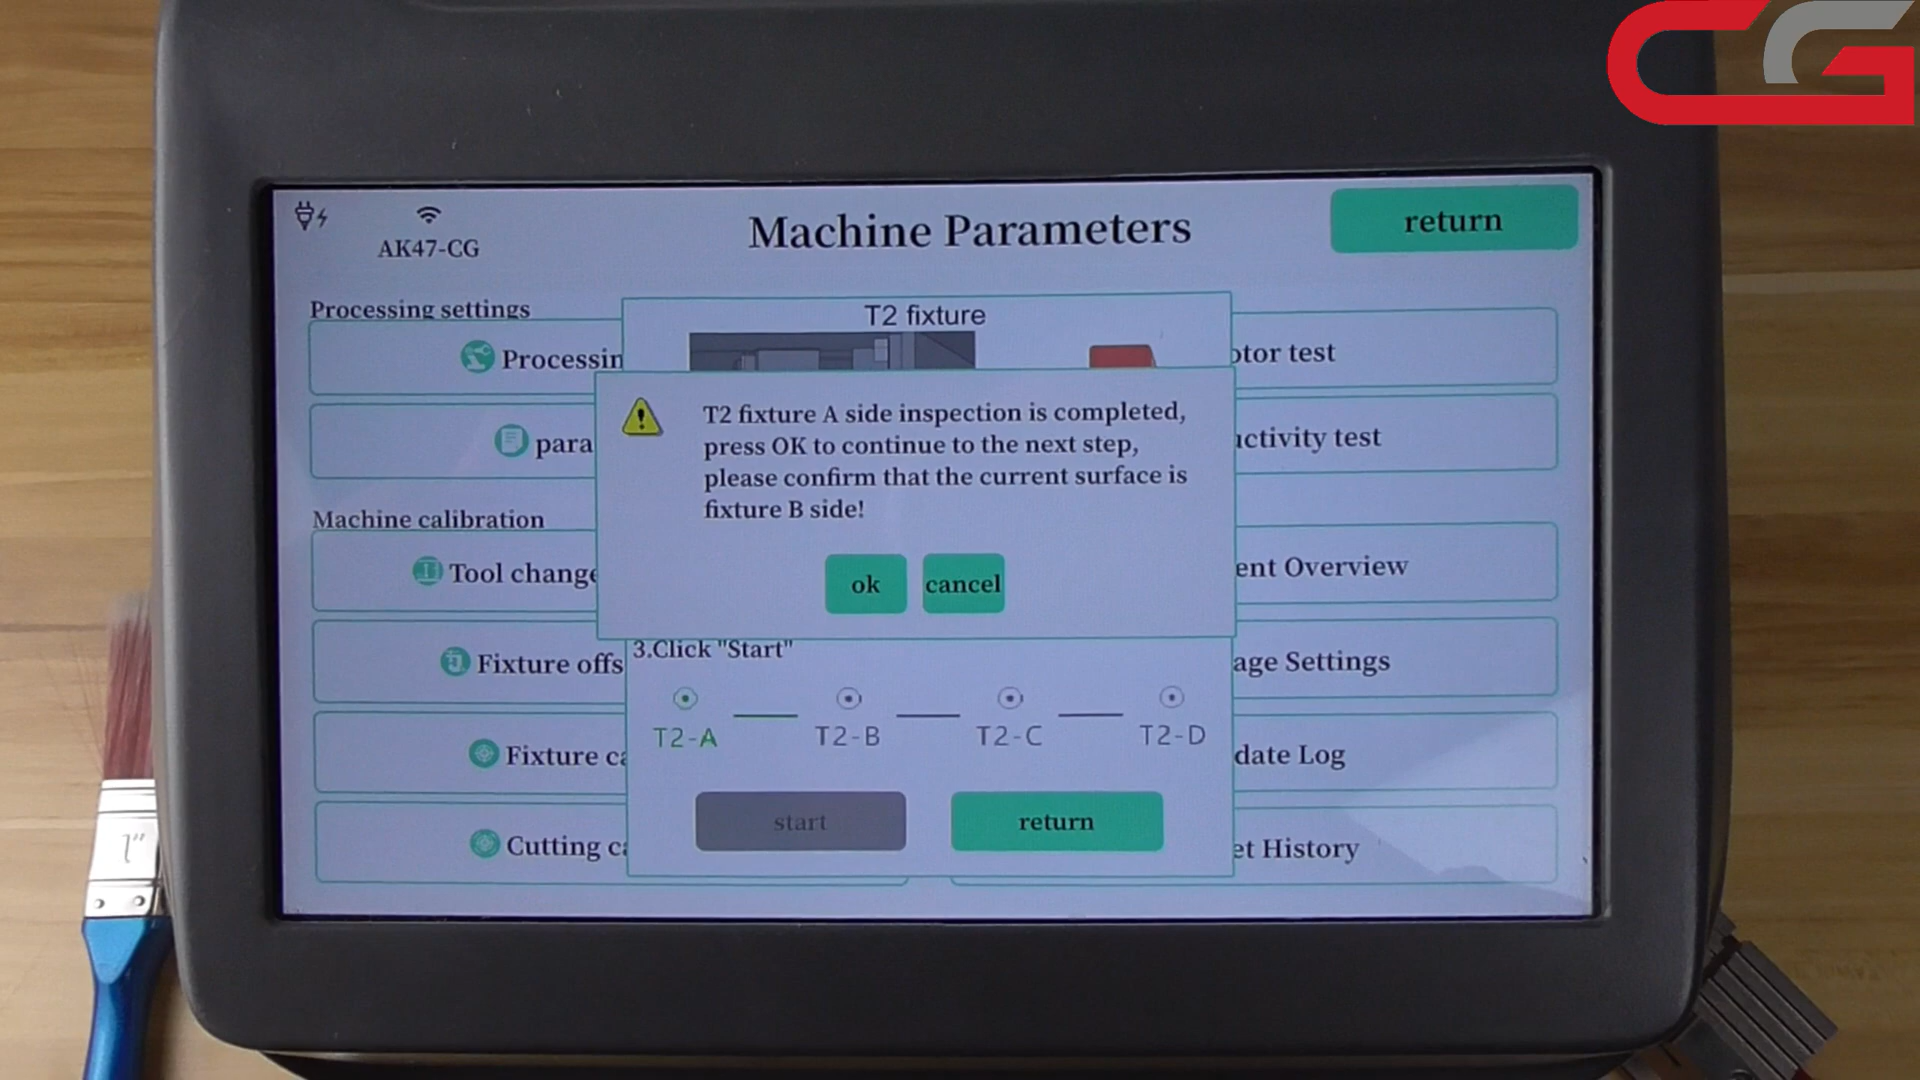 CG
AK47-CG
Machine Parameters
return
Processing settings
T2 fixture
Processin
otor test
T2 fixture A side inspection is completed,
press OK to continue to the next step,
please confirm that the current surface is
fixture B side!
para
uctivity test
Machine calibration
Tool change
ok
cancel
ent Overview
3.Click "Start"
Fixture offs
age Settings
T2-A
T2-B
T2-C
T2-D
Fixture ca
date Log
start
return
Cutting ca
et History
1"